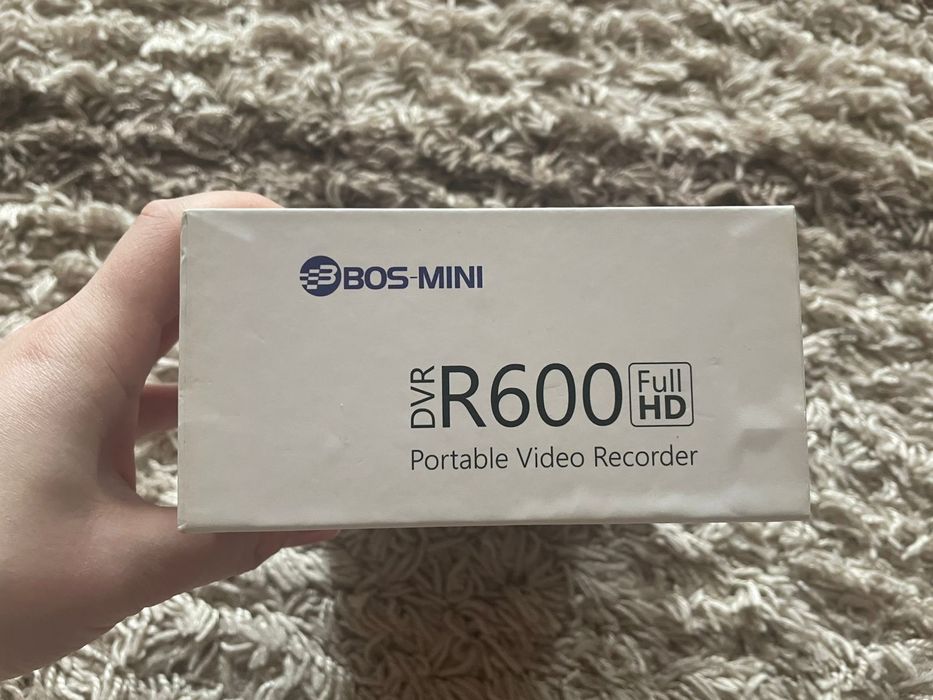 BOS-MINI
DVR R600 Full HD
Portable Video Recorder